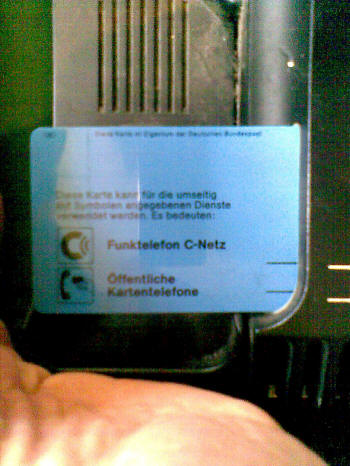 Diese Karte ist Eigentum der Deutschen Bundespost
Diese Karte kann für die umseitig
mit Symbolen angegebenen Dienste
verwendet werden. Es bedeuten:
Funktelefon C-Netz
Öffentliche
Kartentelefone